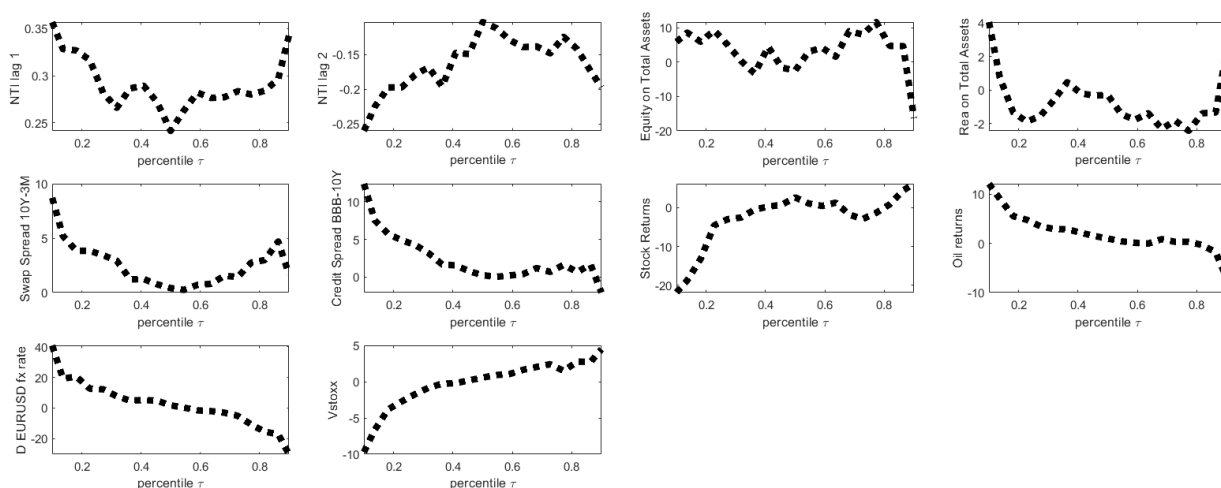 NTI lag 1
0.35
0.3
0.25
0.2 0.4 0.6 0.8
percentile τ
NTI lag 2
-0.15
-0.2
-0.25
0.2 0.4 0.6 0.8
percentile τ
Equity on Total Assets
10
0
-10
-20
0.2 0.4 0.6 0.8
percentile τ
Rea on Total Assets
4
2
0
-2
0.2 0.4 0.6 0.8
percentile τ
Swap Spread 10Y-3M
10
5
0
0.2 0.4 0.6 0.8
percentile τ
Credit Spread BBB-10Y
10
5
0
0.2 0.4 0.6 0.8
percentile τ
Stock Returns
0
-10
-20
0.2 0.4 0.6 0.8
percentile τ
Oil returns
10
0
-10
0.2 0.4 0.6 0.8
percentile τ
D EURUSD fx rate
40
20
0
-20
0.2 0.4 0.6 0.8
percentile τ
Vstoxx
5
0
-5
-10
0.2 0.4 0.6 0.8
percentile τ